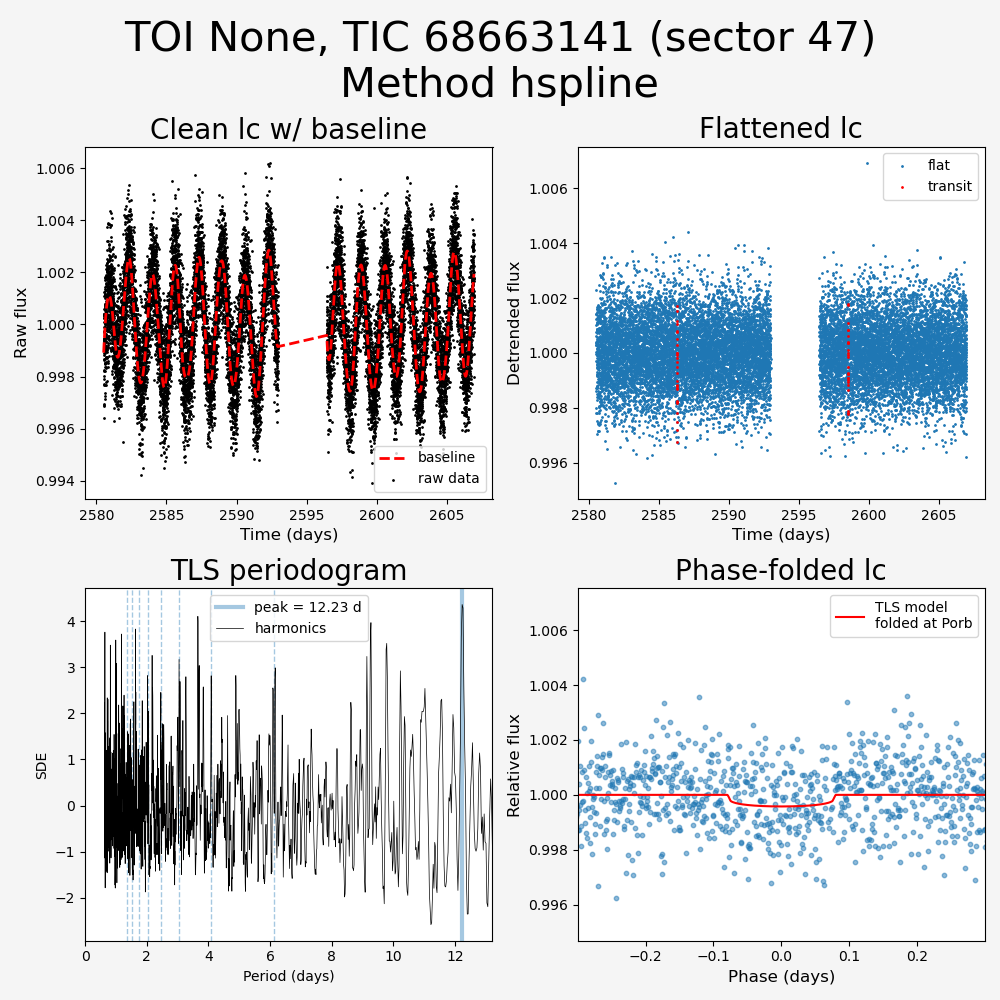 TOI None, TIC 68663141 (sector 47)
Method hspline
Clean lc w/ baseline
Raw flux
1.006
1.004
1.002
1.000
0.998
0.996
0.994
baseline
raw data
2580
2585
2590
2595
2600
2605
Time (days)
Flattened lc
Detrended flux
1.006
1.004
1.002
1.000
0.998
0.996
flat
transit
2580
2585
2590
2595
2600
2605
Time (days)
TLS periodogram
SDE
4
3
2
1
0
−1
−2
peak = 12.23 d
harmonics
0
2
4
6
8
10
12
Period (days)
Phase-folded lc
Relative flux
1.006
1.004
1.002
1.000
0.998
0.996
TLS model
folded at Porb
−0.2
−0.1
0.0
0.1
0.2
Phase (days)